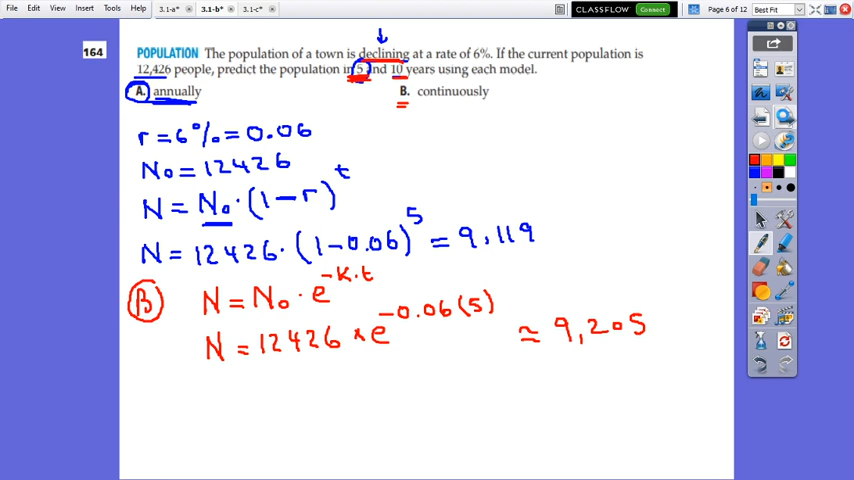 File Edit View Insert Tools Help 3.1-a* 3.1-b* 3.1-c* CLASSFLOW Connect Page 6 of 12 Best Fit
164 POPULATION The population of a town is declining at a rate of 6%. If the current population is
12,426 people, predict the population in 5 and 10 years using each model.
A. annually B. continuously
r = 6% = 0.06
N₀ = 12426
N = N₀ · (1 - r)ᵗ
N = 12426 · (1 - 0.06)⁵ = 9,119
B N = N₀ · e^-k.t
N = 12426 × e^-0.06(5) ≃ 9,205